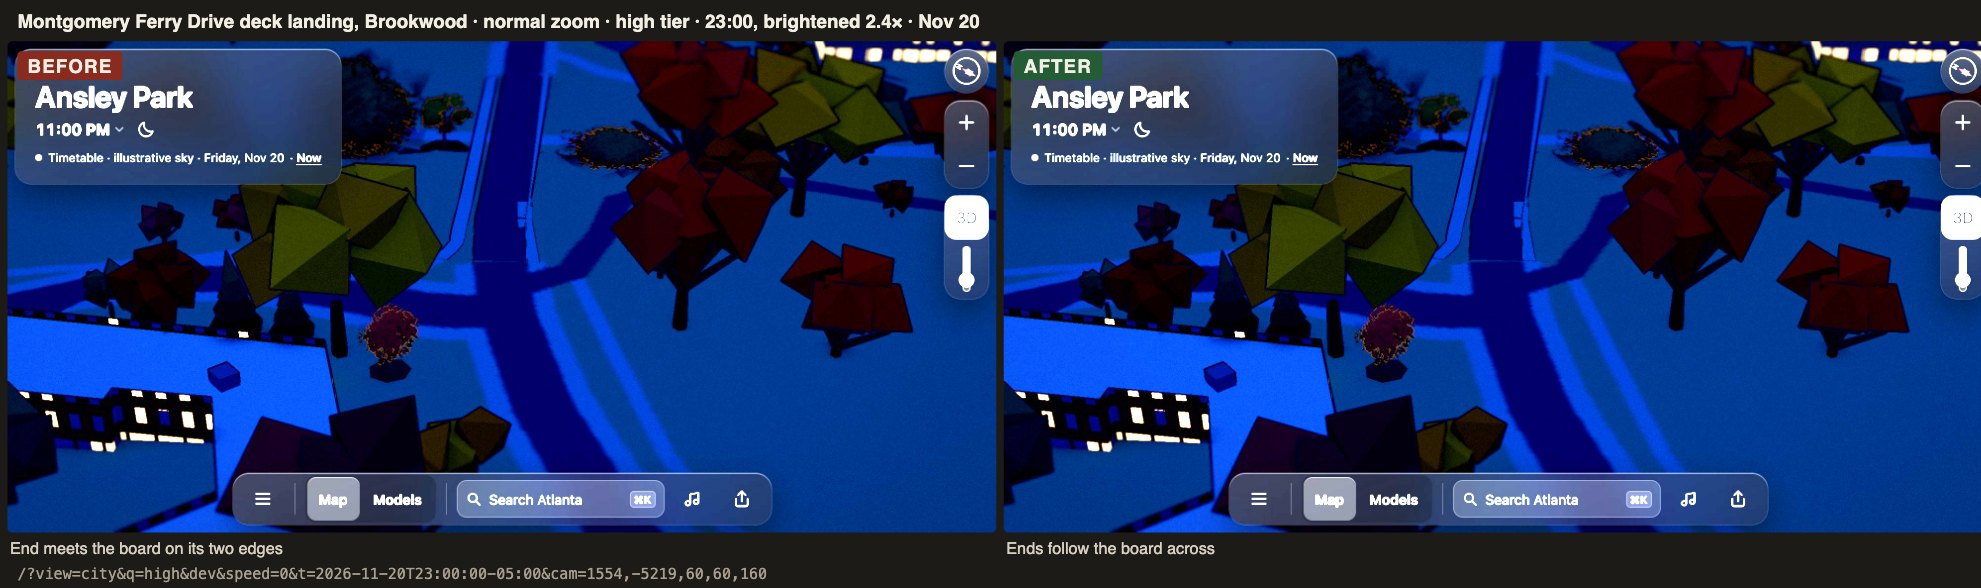 Montgomery Ferry Drive deck landing, Brookwood · normal zoom · high tier · 23:00, brightened 2.4× · Nov 20
BEFORE
Ansley Park
11:00 PM
Timetable · illustrative sky · Friday, Nov 20 · Now
+
−
3D
Map Models Search Atlanta ⌘K
End meets the board on its two edges
AFTER
Ansley Park
11:00 PM
Timetable · illustrative sky · Friday, Nov 20 · Now
+
−
3D
Map Models Search Atlanta ⌘K
Ends follow the board across
/?view=city&q=high&dev&speed=0&t=2026-11-20T23:00:00-05:00&cam=1554,-5219,60,60,160